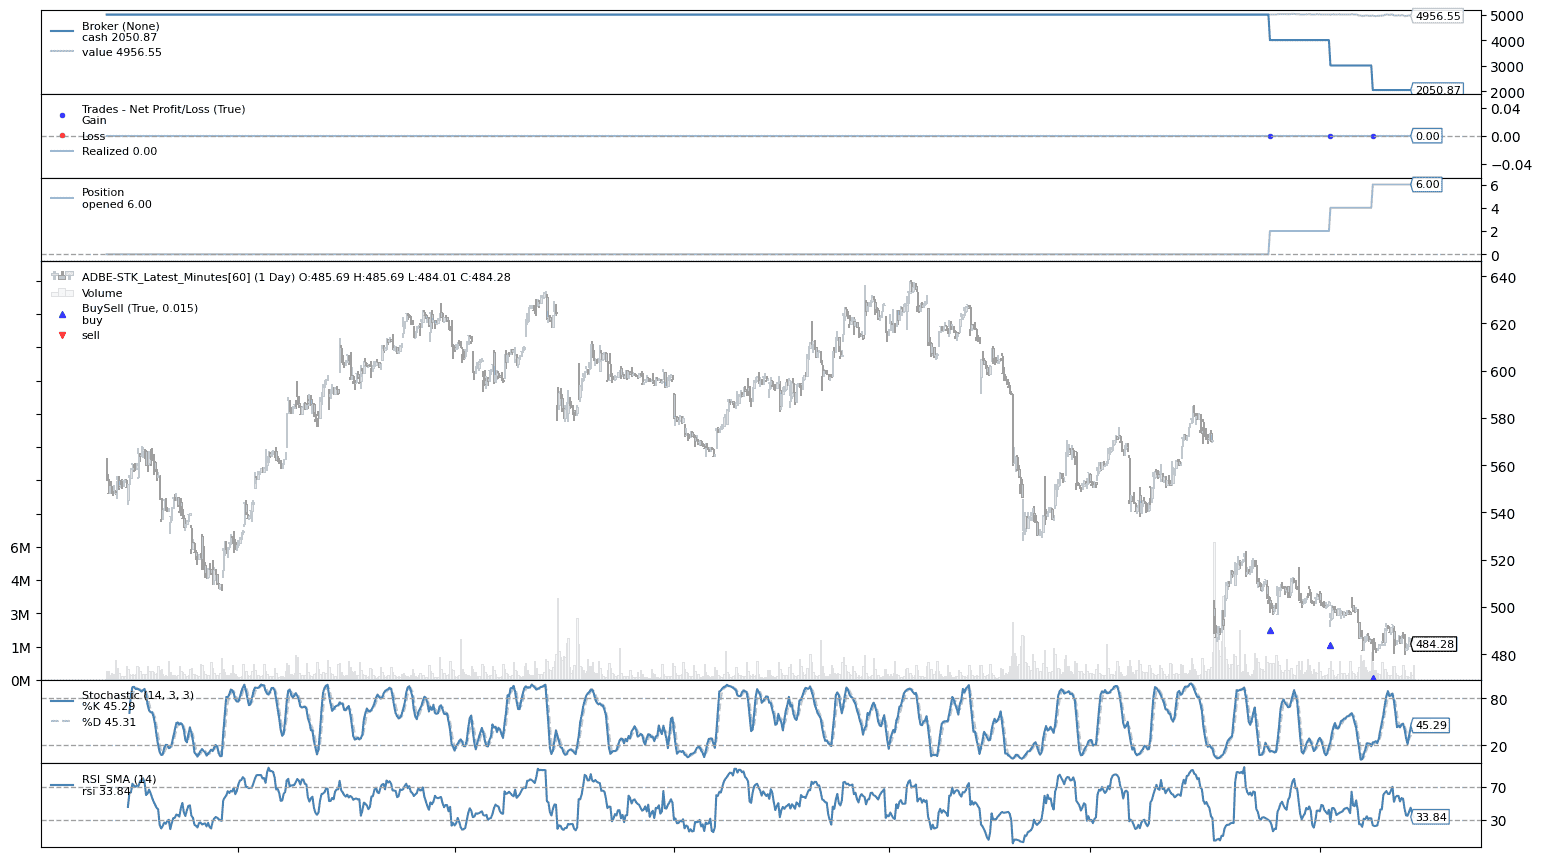 Broker (None)
cash 2050.87
value 4956.55
4956.55
2050.87
5000
4000
3000
2000
Trades - Net Profit/Loss (True)
Gain
Loss
Realized 0.00
0.00
0.04
0.00
−0.04
Position
opened 6.00
6.00
6
4
2
0
ADBE-STK_Latest_Minutes[60] (1 Day) O:485.69 H:485.69 L:484.01 C:484.28
Volume
BuySell (True, 0.015)
buy
sell
640
620
600
580
560
540
520
500
480
484.28
6M
4M
3M
1M
0M
Stochastic (14, 3, 3)
%K 45.29
%D 45.31
80
45.29
20
RSI_SMA (14)
rsi 33.84
70
33.84
30